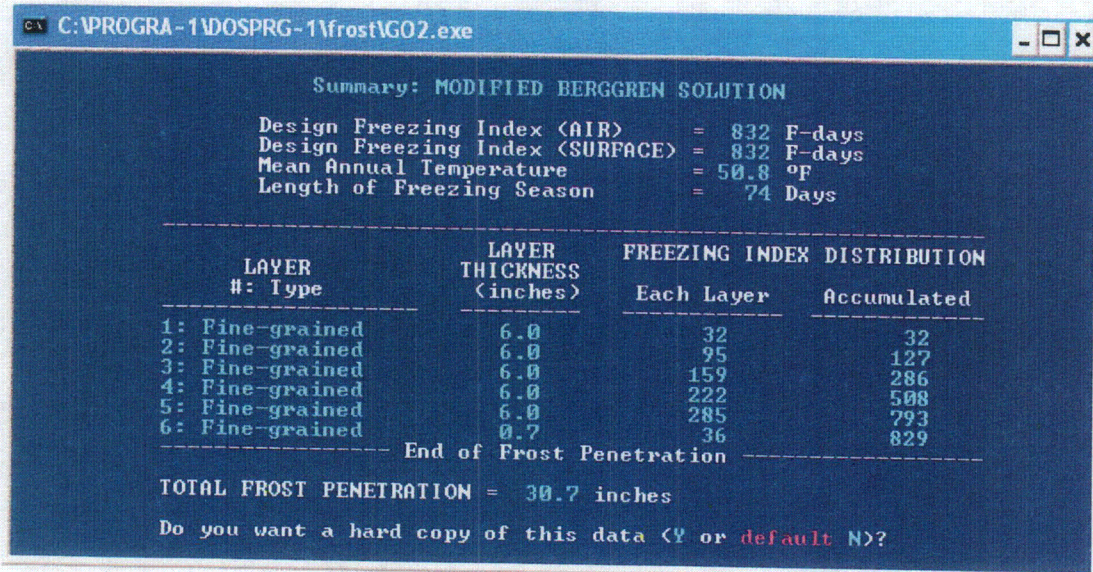 C:\PROGRA~1\DOSPRG~1\frost\GO2.exe
Summary: MODIFIED BERGGREN SOLUTION
Design Freezing Index (AIR) = 832 F-days
Design Freezing Index (SURFACE) = 832 F-days
Mean Annual Temperature = 50.8 ºF
Length of Freezing Season = 74 Days
LAYER #: Type LAYER THICKNESS (inches) FREEZING INDEX DISTRIBUTION
Each Layer Accumulated
1: Fine-grained 6.0 32 32
2: Fine-grained 6.0 95 127
3: Fine-grained 6.0 159 286
4: Fine-grained 6.0 222 508
5: Fine-grained 6.0 285 793
6: Fine-grained 0.7 36 829
End of Frost Penetration
TOTAL FROST PENETRATION = 30.7 inches
Do you want a hard copy of this data (Y or default N)?